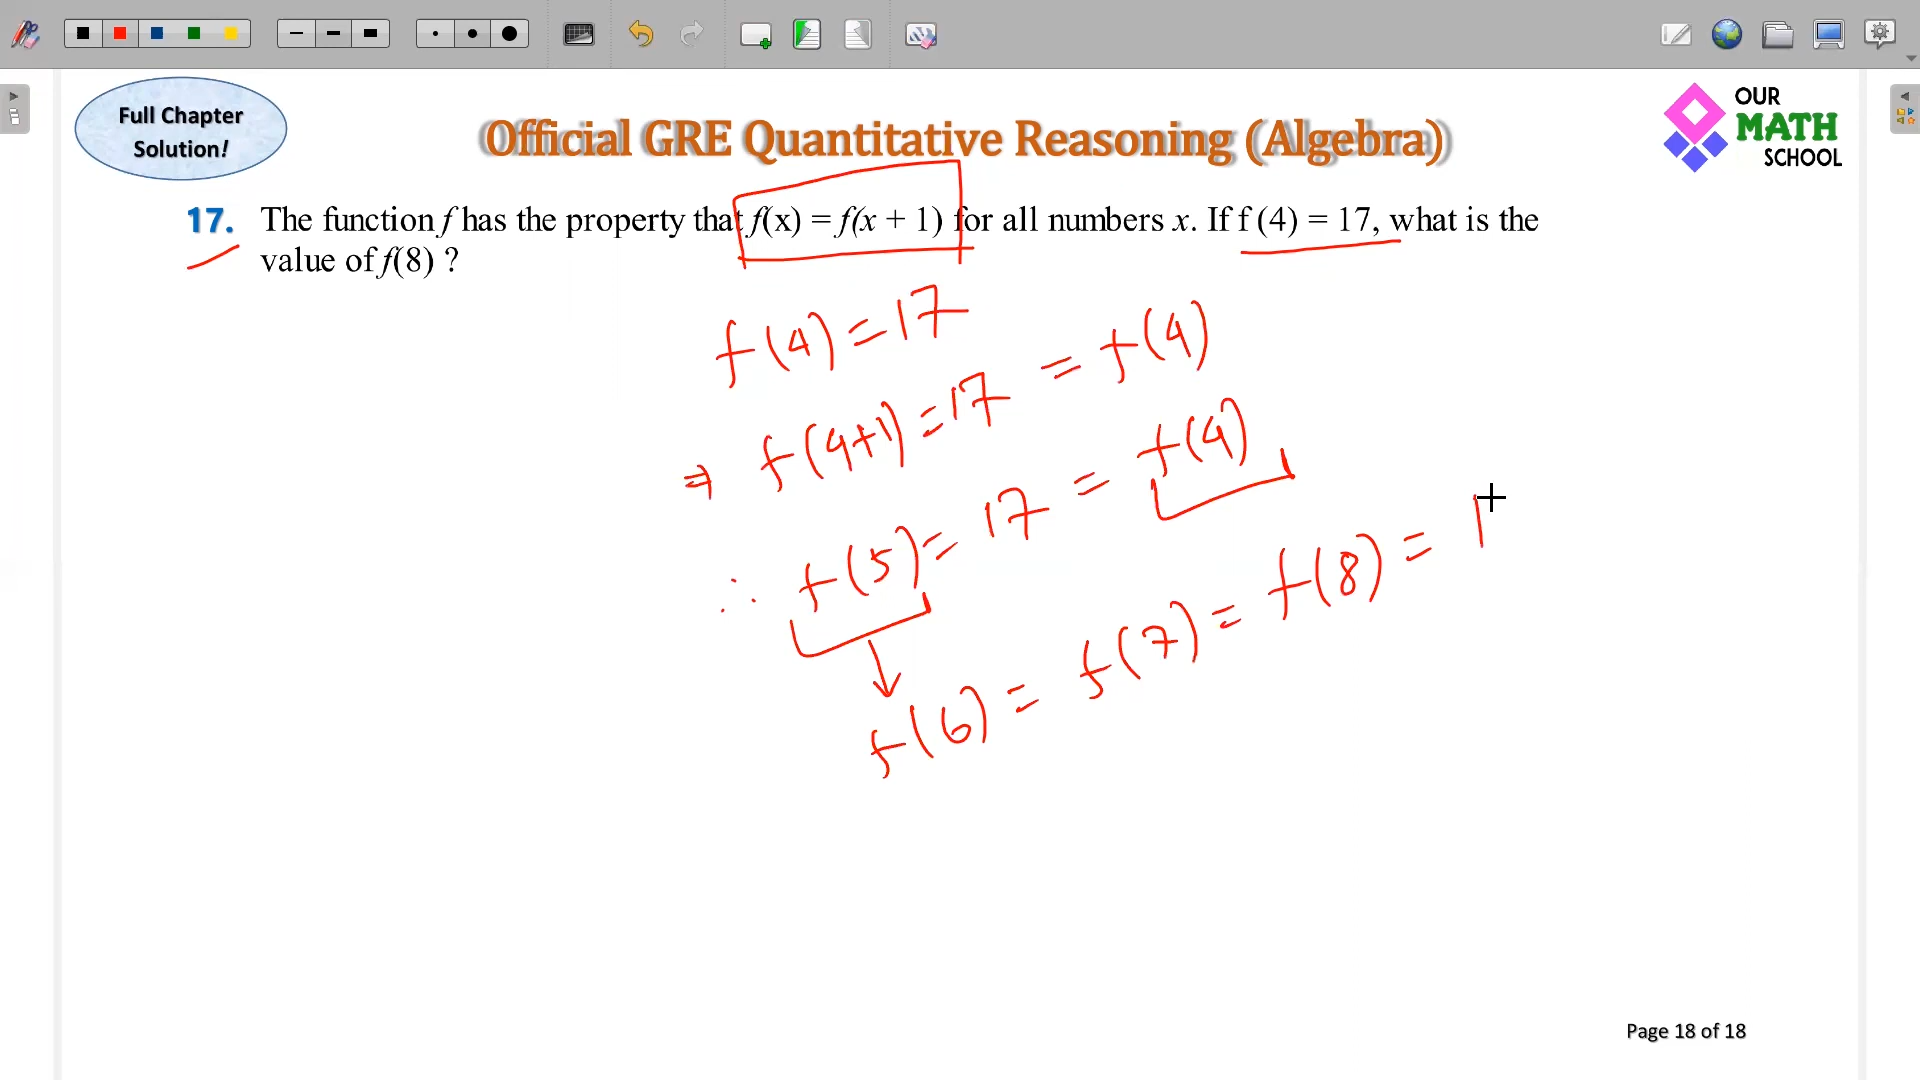 Full Chapter
Solution!
Official GRE Quantitative Reasoning (Algebra)
OUR
MATH
SCHOOL
17. The function f has the property that f(x) = f(x + 1) for all numbers x. If f (4) = 17, what is the
value of f(8) ?
f(4) = 17
⇒ f(4+1) = 17 = f(4)
∴ f(5) = 17 = f(4)
f(6) = f(7) = f(8) = 1
Page 18 of 18